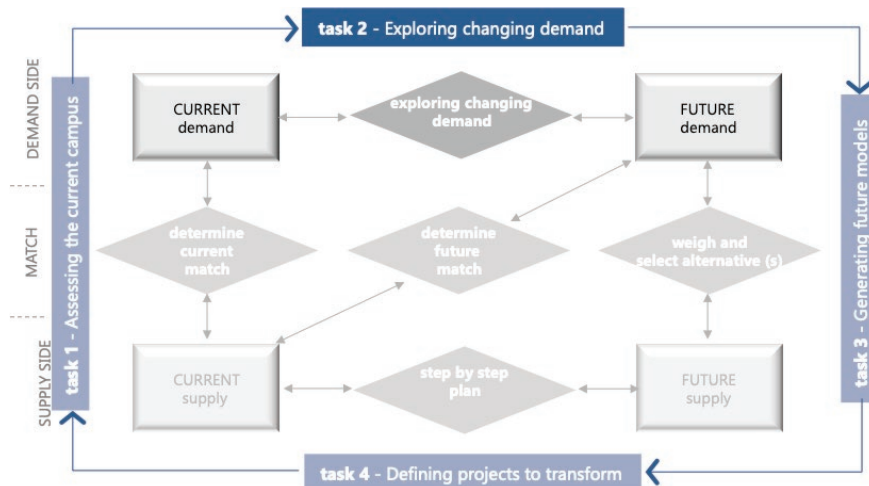 task 2 - Exploring changing demand
DEMAND SIDE
MATCH
SUPPLY SIDE
task 1 - Assessing the current campus
CURRENT
demand
exploring changing
demand
FUTURE
demand
determine
current
match
determine
future
match
weigh and
select alternative (s)
CURRENT
supply
step by step
plan
FUTURE
supply
task 3 - Generating future models
task 4 - Defining projects to transform